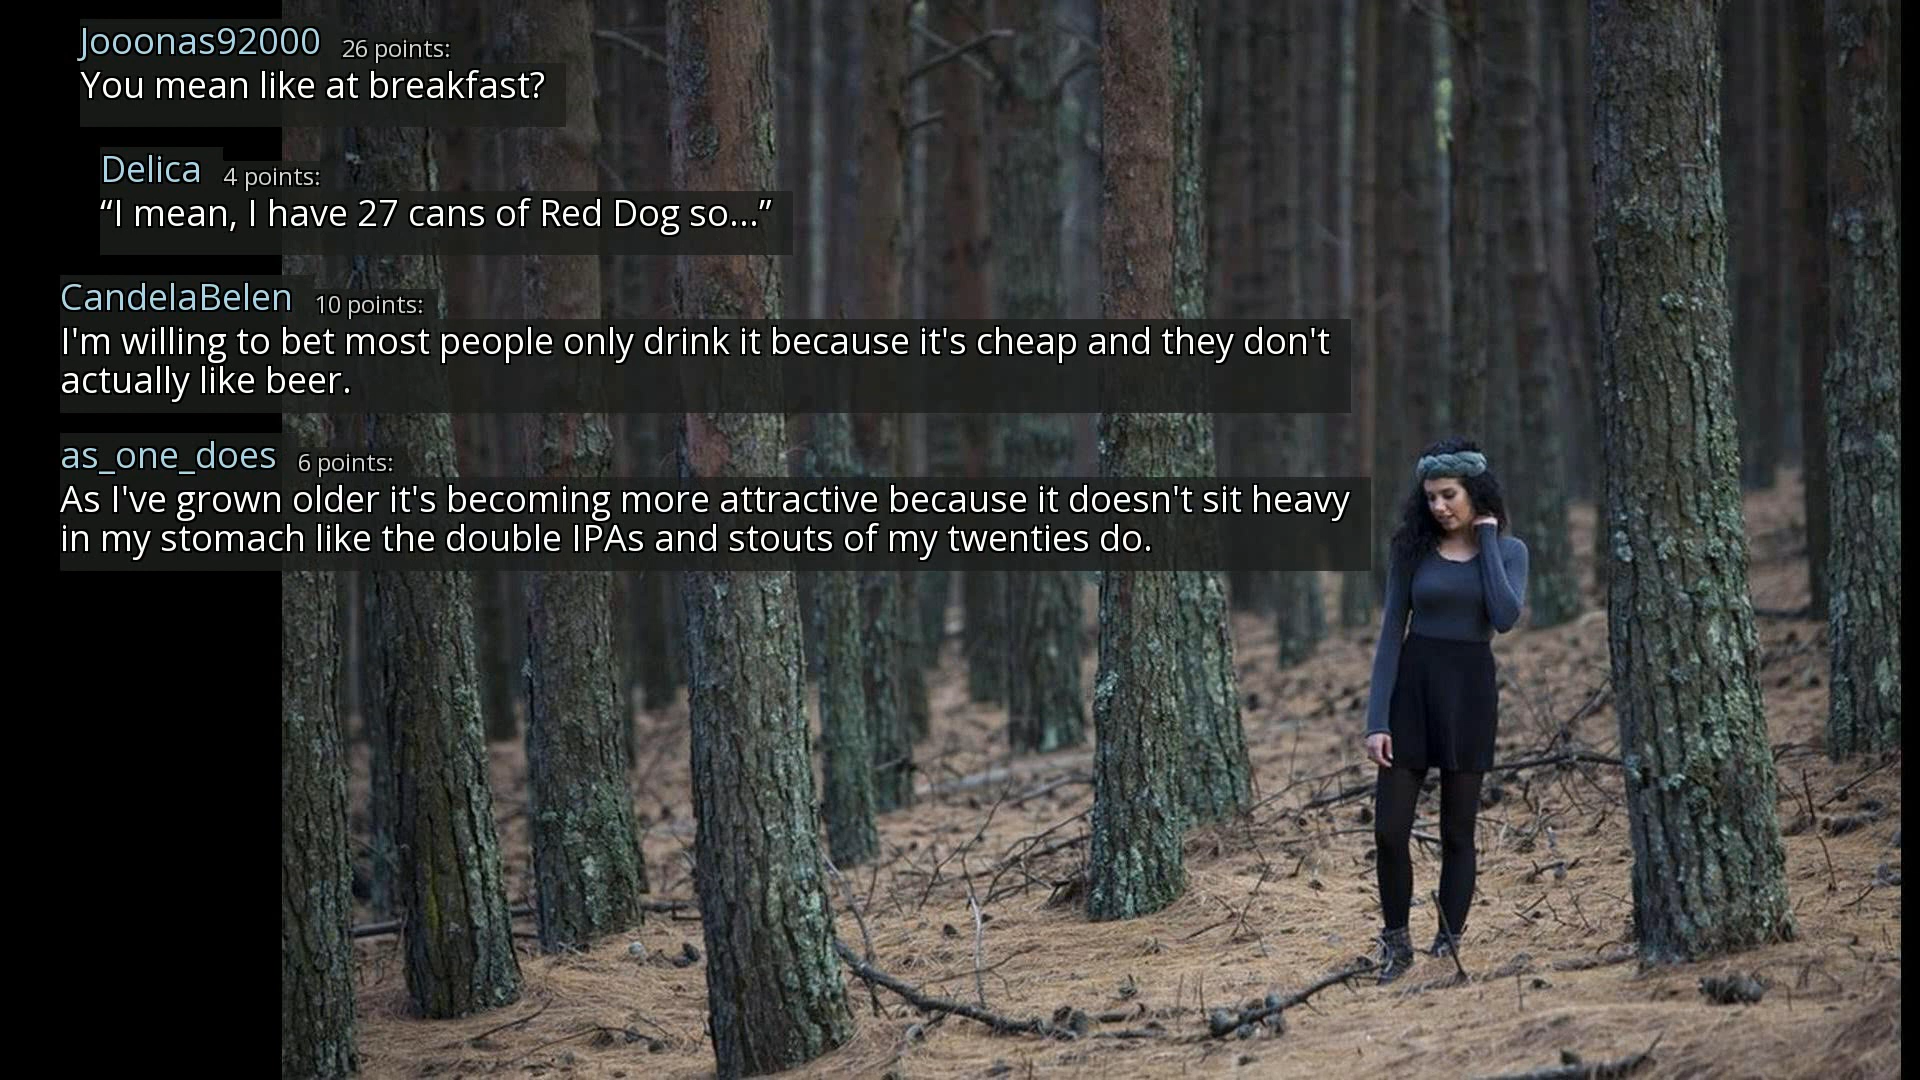 Jooonas92000 26 points:
You mean like at breakfast?
Delica 4 points:
“I mean, I have 27 cans of Red Dog so...”
CandelaBelen 10 points:
I'm willing to bet most people only drink it because it's cheap and they don't
actually like beer.
as_one_does 6 points:
As I've grown older it's becoming more attractive because it doesn't sit heavy
in my stomach like the double IPAs and stouts of my twenties do.